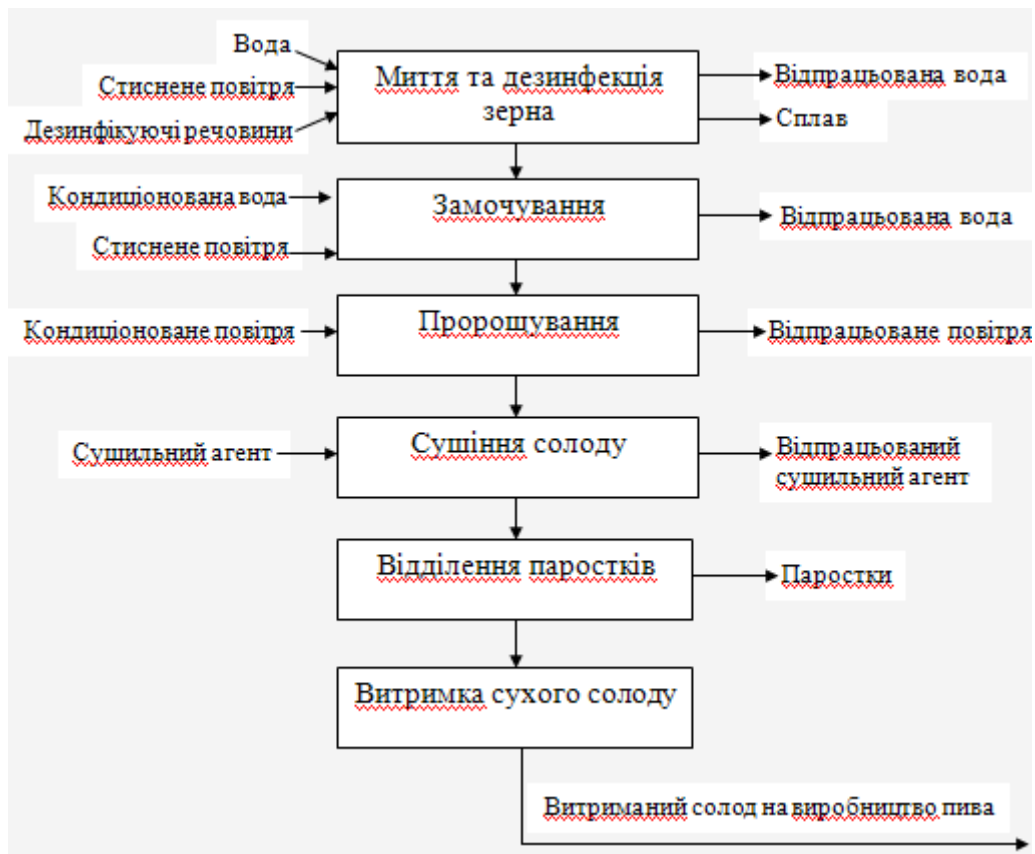 Вода
Стиснене повітря
Дезинфікуючі речовини
Миття та дезинфекція
зерна
Відпрацьована вода
Сплав
Кондиціонована вода
Стиснене повітря
Замочування
Відпрацьована вода
Кондиціоноване повітря
Пророщування
Відпрацьоване повітря
Сушильний агент
Сушіння солоду
Відпрацьований
сушильний агент
Відділення паростків
Паростки
Витримка сухого солоду
Витриманий солод на виробництво пива